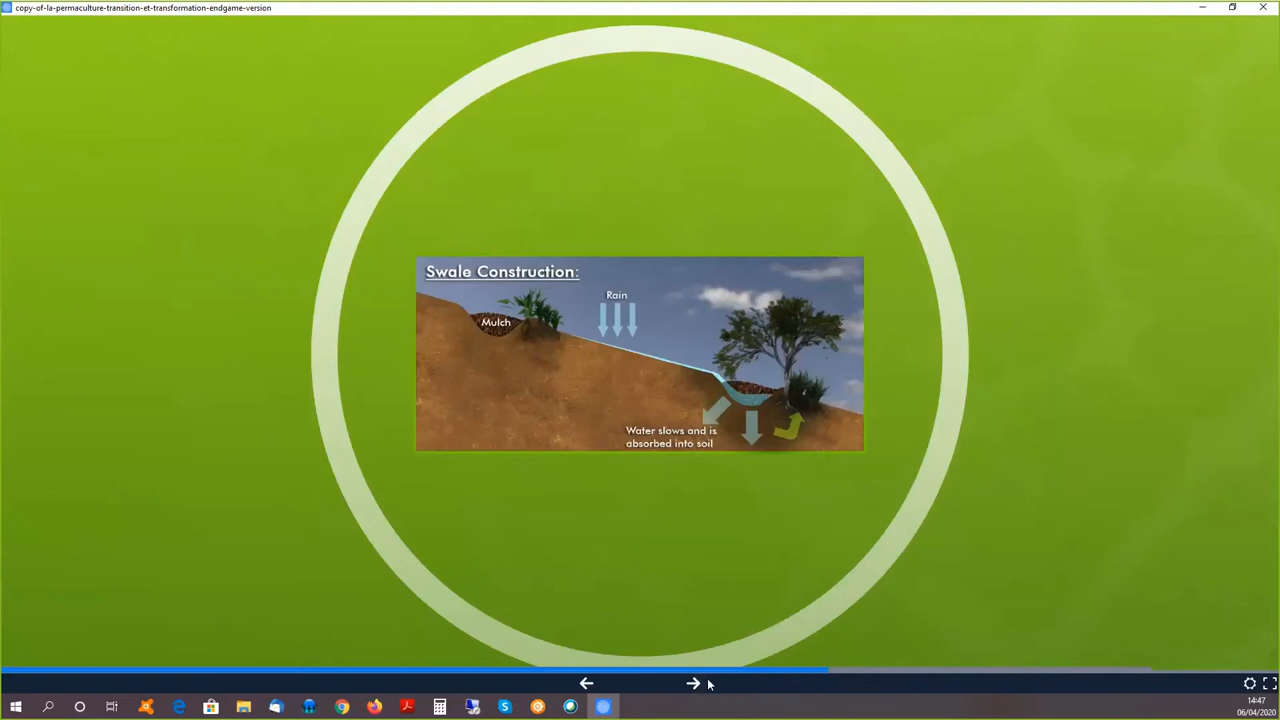 copy-of-la-permaculture-transition-et-transformation-endgame-version
Swale Construction:
Rain
Mulch
Water slows and is
absorbed into soil
14:47
06/04/2020